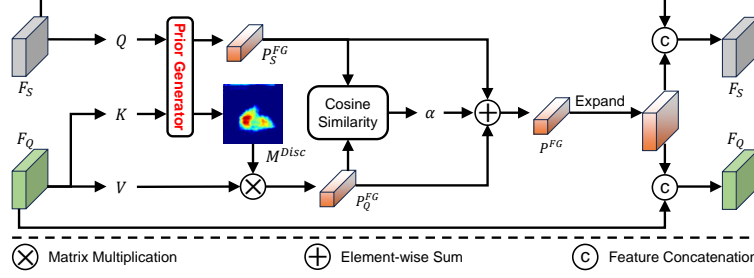 F_S
Q
Prior Generator
P_S^{FG}
C
F_S
F_Q
K
M^{Disc}
Cosine
Similarity
α
P^{FG}
Expand
F_Q
V
P_Q^{FG}
C
Matrix Multiplication
Element-wise Sum
C
Feature Concatenation